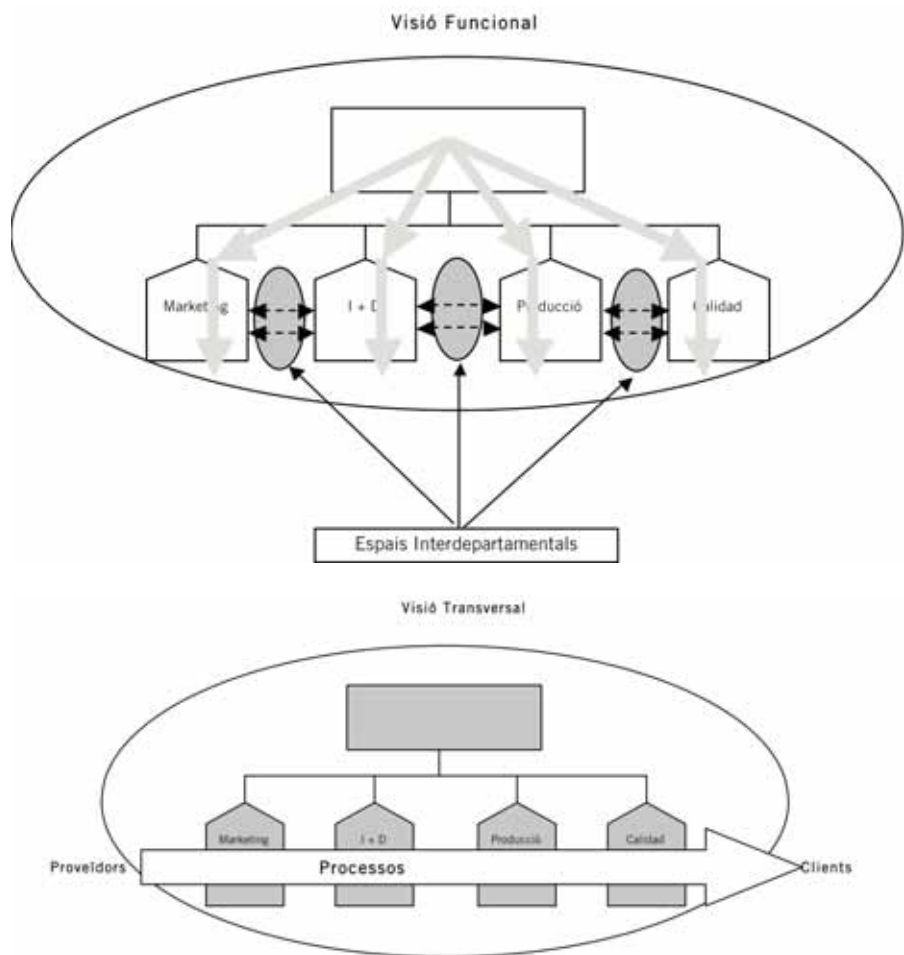 Visió Funcional
Marketing
I + D
Producció
Calidad
Espais Interdepartamentals
Visió Transversal
Marketing
I + D
Producció
Calidad
Proveïdors
Processos
Clients